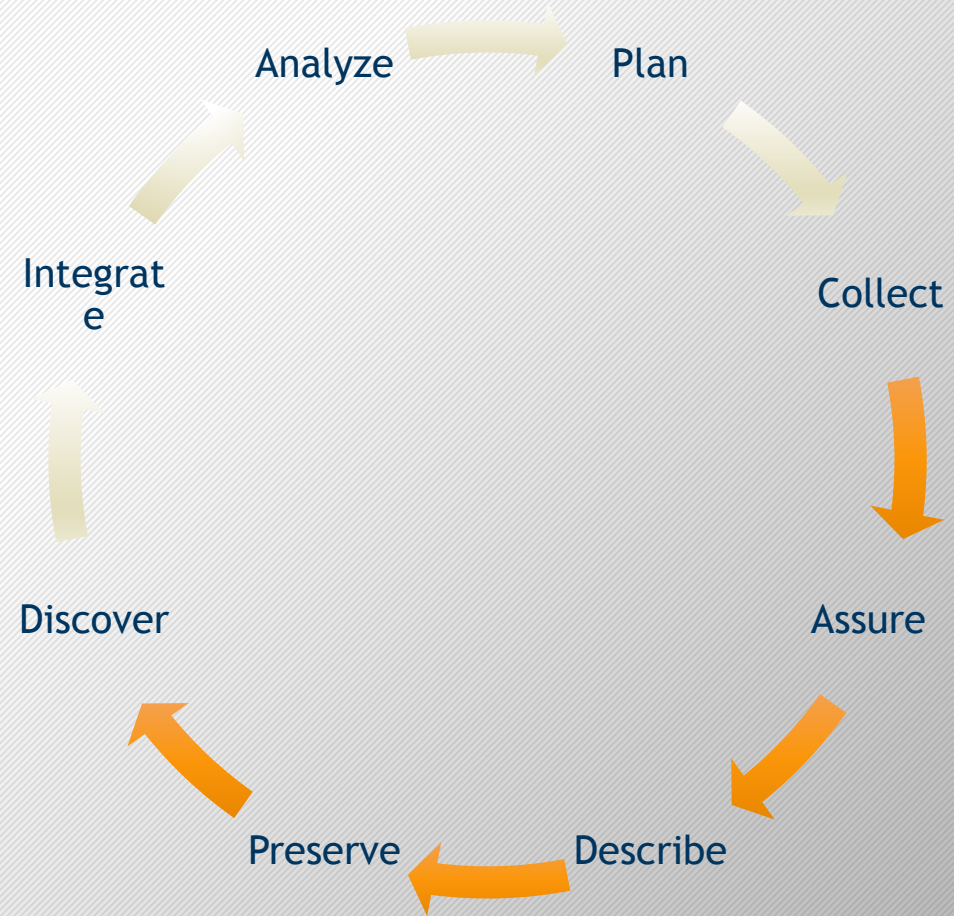 Analyze
Plan
Collect
Assure
Describe
Preserve
Discover
Integrat
e